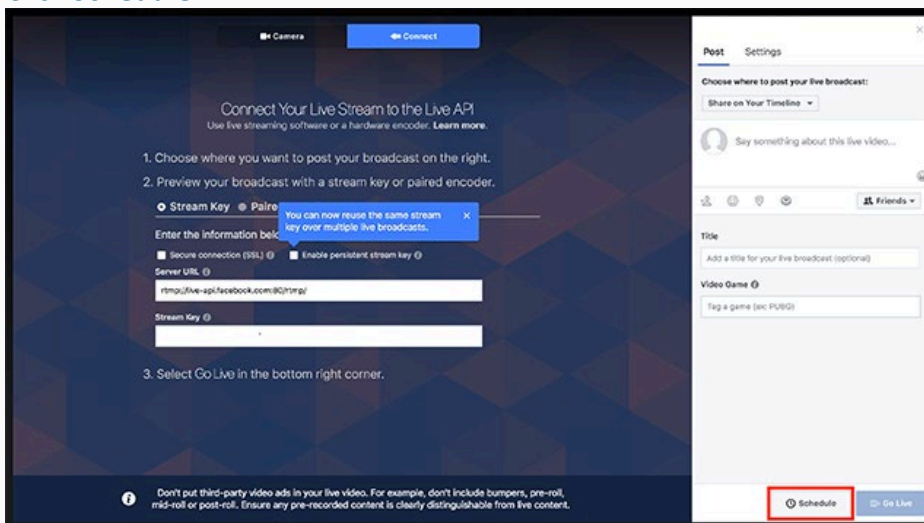 Camera
Connect
Connect Your Live Stream to the Live API
Use live streaming software or a hardware encoder. Learn more.
1. Choose where you want to post your broadcast on the right.
2. Preview your broadcast with a stream key or paired encoder.
Stream Key
You can now reuse the same stream
key over multiple live broadcasts.
Enter the information
Secure connection (SSL)
Enable persistent stream key
Server URL
rtmp://live-api.facebook.com:80/rtmp/
Stream Key
3. Select Go Live in the bottom right corner.
Don't put third-party video ads in your live video. For example, don't include bumpers, pre-roll,
mid-roll or post-roll. Ensure any pre-recorded content is clearly distinguishable from live content.
Post
Settings
Choose where to post your live broadcast:
Share on Your Timeline
Say something about this live video...
Friends
Title
Add a title for your live broadcast (optional)
Video Game
Tag a game (ex: PUBG)
Schedule
Go Live